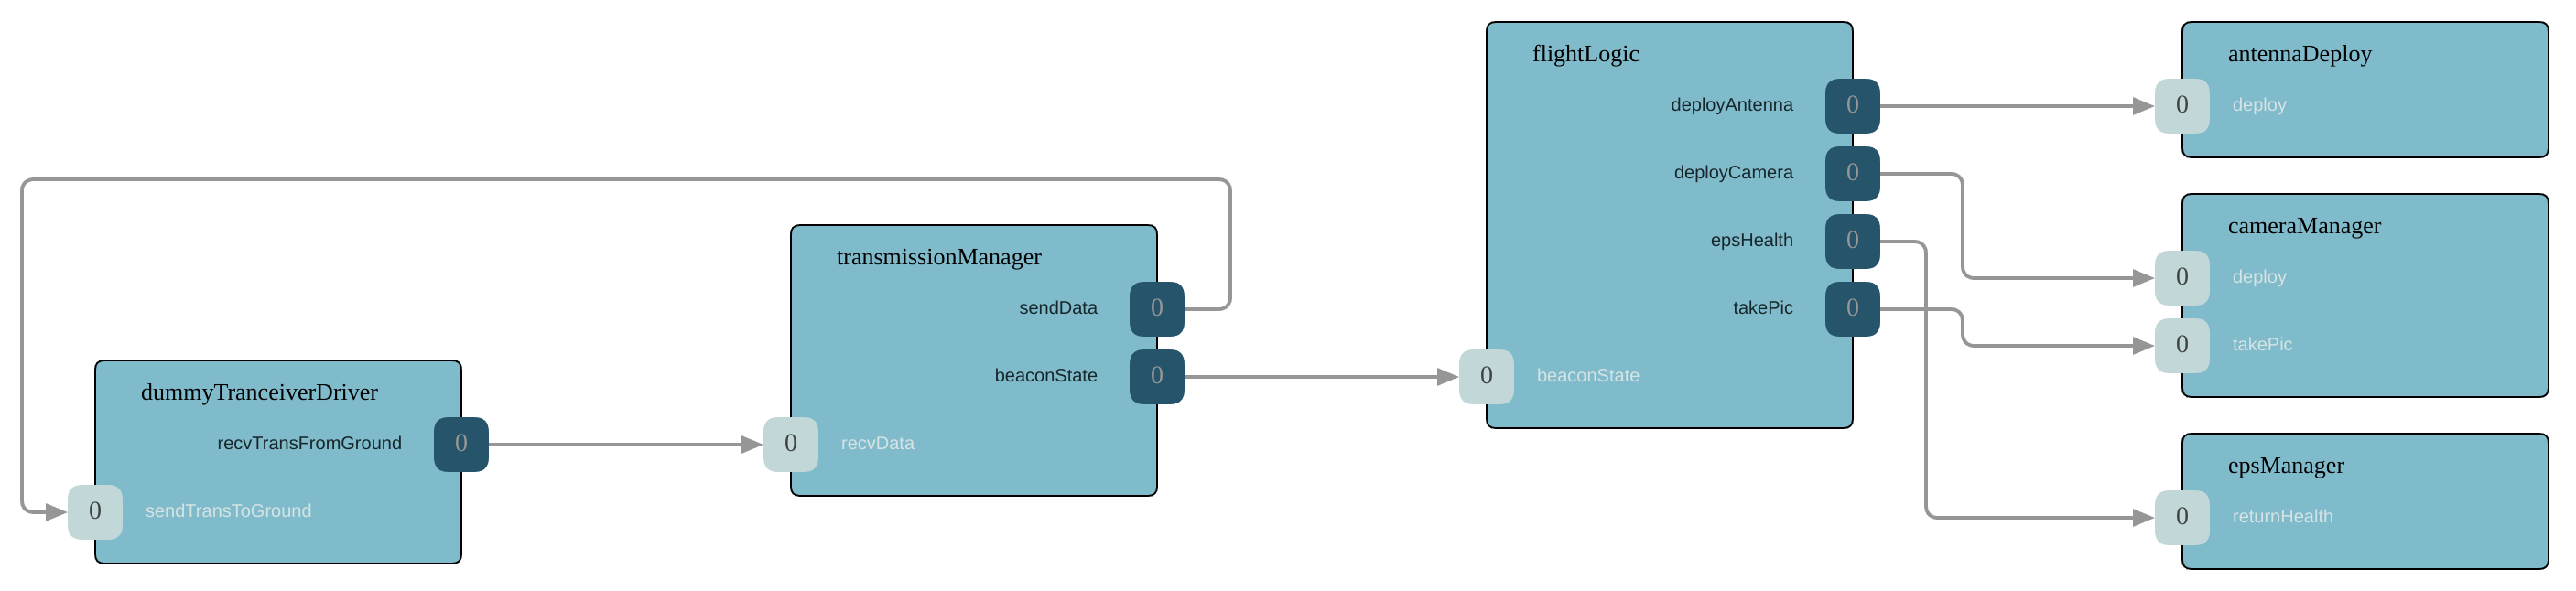 dummyTranceiverDriver
recvTransFromGround 0
0 sendTransToGround
transmissionManager
sendData 0
beaconState 0
0 recvData
flightLogic
deployAntenna 0
deployCamera 0
epsHealth 0
takePic 0
0 beaconState
antennaDeploy
0 deploy
cameraManager
0 deploy
0 takePic
epsManager
0 returnHealth